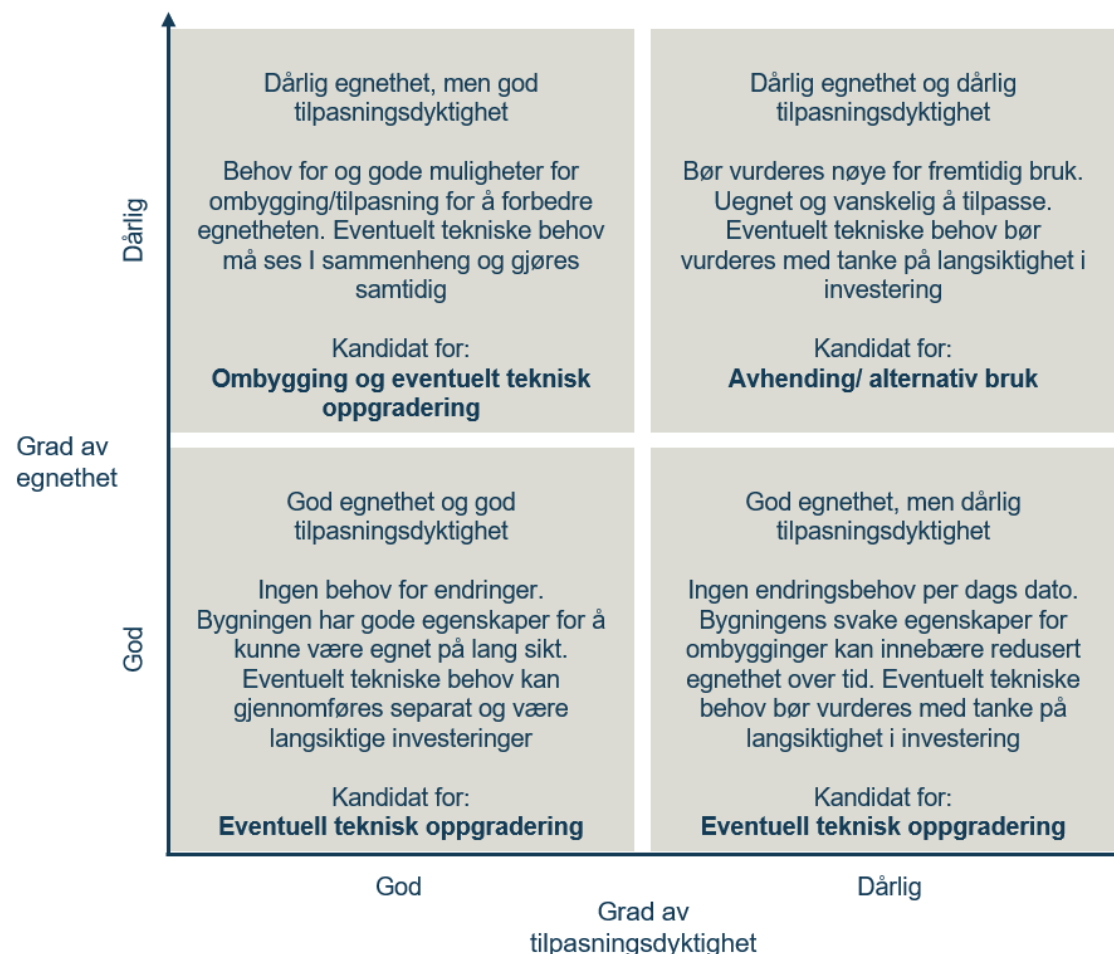 Dårlig egnethet, men god
tilpasningsdyktighet
Behov for og gode muligheter for
ombygging/tilpasning for å forbedre
egnetheten. Eventuelt tekniske behov
må ses I sammenheng og gjøres
samtidig
Kandidat for:
Ombygging og eventuelt teknisk
oppgradering
Dårlig egnethet og dårlig
tilpasningsdyktighet
Bør vurderes nøye for fremtidig bruk.
Uegnet og vanskelig å tilpasse.
Eventuelt tekniske behov bør
vurderes med tanke på langsiktighet i
investering
Kandidat for:
Avhending/ alternativ bruk
Dårlig
Grad av
egnethet
God
God egnethet og god
tilpasningsdyktighet
Ingen behov for endringer.
Bygningen har gode egenskaper for å
kunne være egnet på lang sikt.
Eventuelt tekniske behov kan
gjennomføres separat og være
langsiktige investeringer
Kandidat for:
Eventuell teknisk oppgradering
God egnethet, men dårlig
tilpasningsdyktighet
Ingen endringsbehov per dags dato.
Bygningens svake egenskaper for
ombygginger kan innebære redusert
egnethet over tid. Eventuelt tekniske
behov bør vurderes med tanke på
langsiktighet i investering
Kandidat for:
Eventuell teknisk oppgradering
God
Dårlig
Grad av
tilpasningsdyktighet